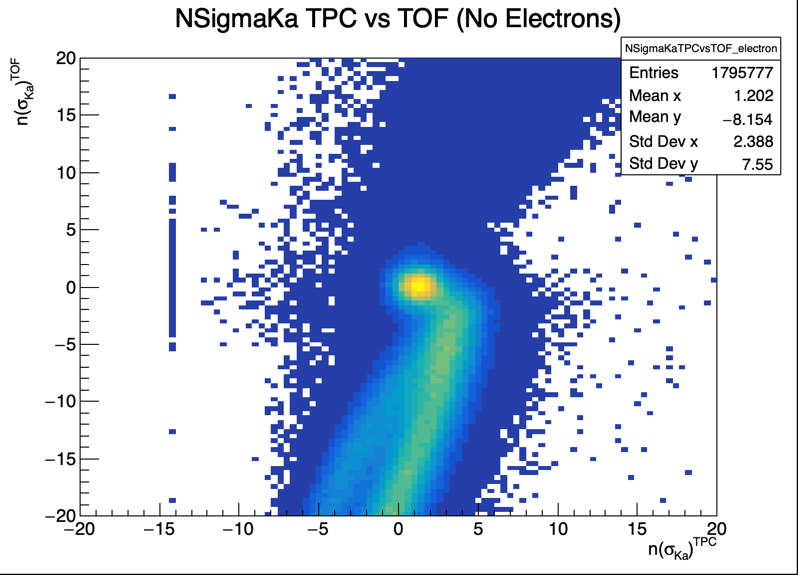 NSigmaKa TPC vs TOF (No Electrons)
NSigmaKaTPCvsTOF_electron
Entries 1795777
Mean x 1.202
Mean y −8.154
Std Dev x 2.388
Std Dev y 7.55
n(σKa)TOF
20
15
10
5
0
−5
−10
−15
−20
−20 −15 −10 −5 0 5 10 15 20
n(σKa)TPC